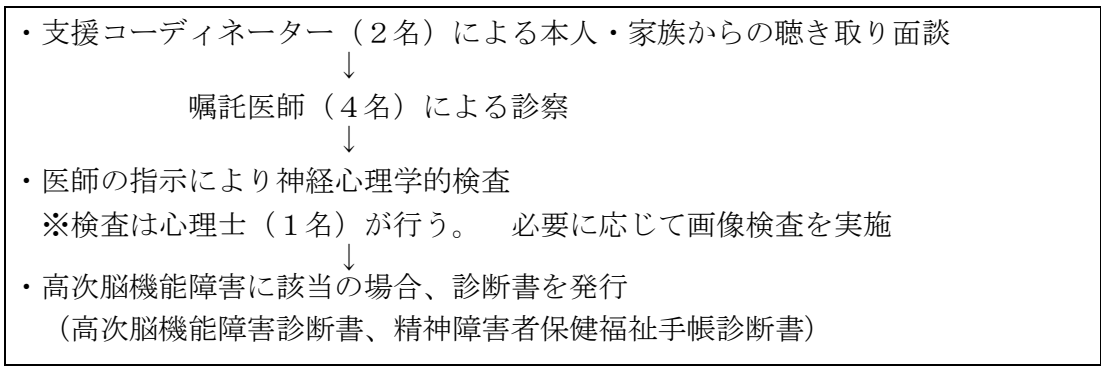 ・支援コーディネーター（２名）による本人・家族からの聴き取り面談
↓
嘱託医師（４名）による診察
↓
・医師の指示により神経心理学的検査
※検査は心理士（１名）が行う。　必要に応じて画像検査を実施
↓
・高次脳機能障害に該当の場合、診断書を発行
（高次脳機能障害診断書、精神障害者保健福祉手帳診断書）